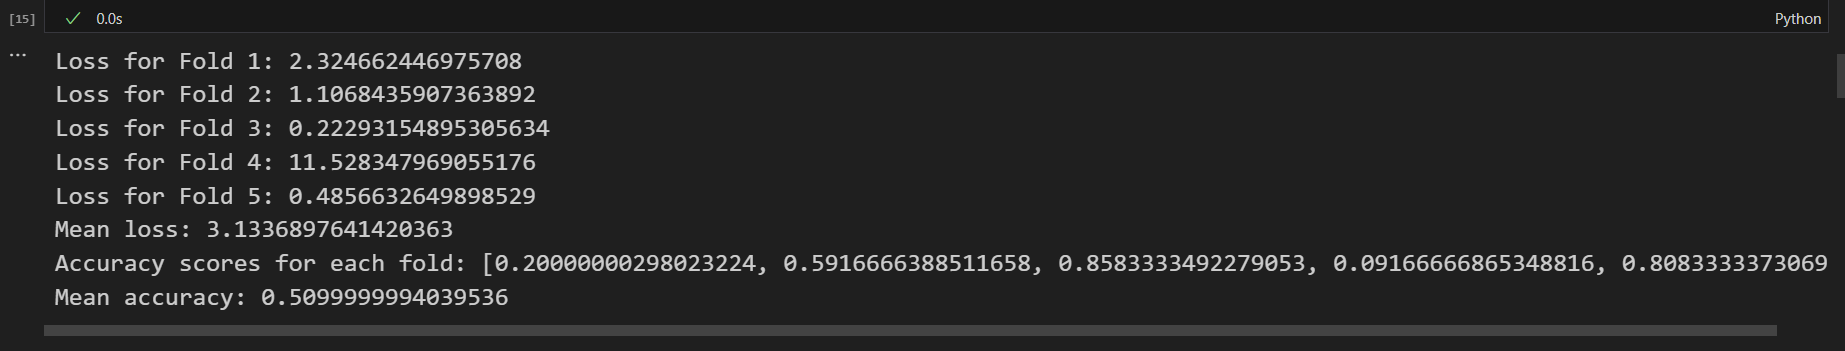 [15] ✓ 0.0s Python
... Loss for Fold 1: 2.324662446975708
Loss for Fold 2: 1.1068435907363892
Loss for Fold 3: 0.22293154895305634
Loss for Fold 4: 11.528347969055176
Loss for Fold 5: 0.4856632649898529
Mean loss: 3.1336897641420363
Accuracy scores for each fold: [0.20000000298023224, 0.5916666388511658, 0.8583333492279053, 0.09166666865348816, 0.8083333373069
Mean accuracy: 0.5099999994039536